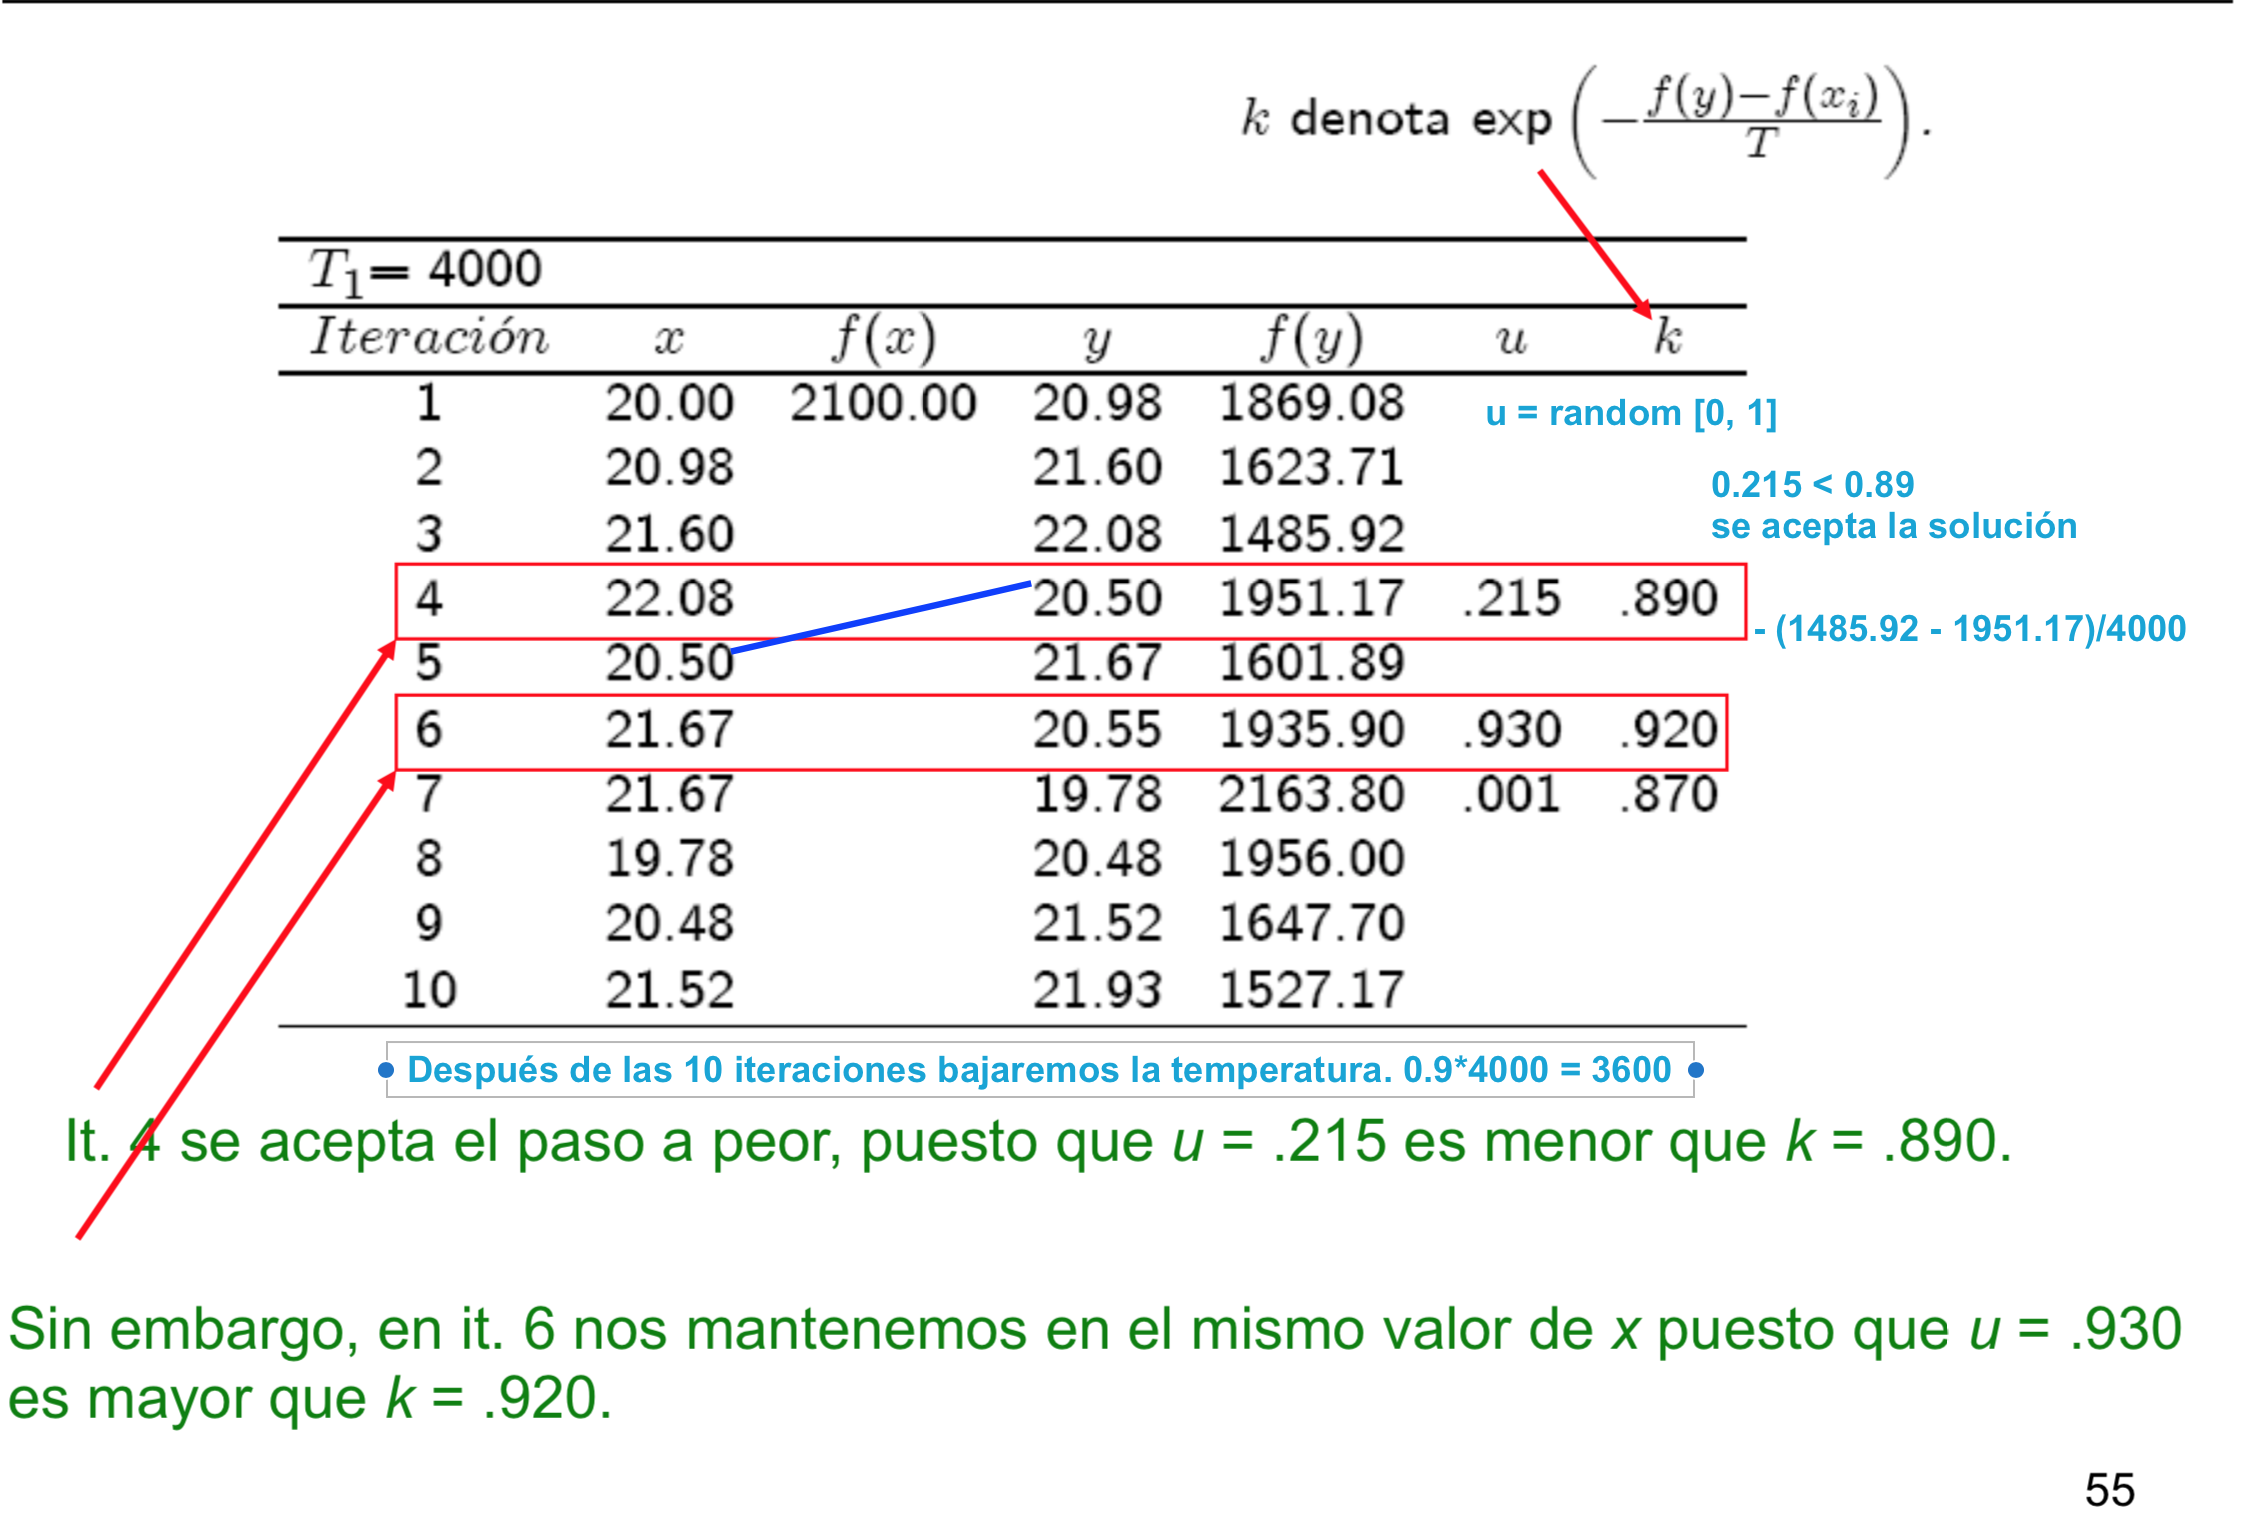 k denota exp ( − f(y)−f(xᵢ) / T ).
T₁= 4000
Iteración x f(x) y f(y) u k
1 20.00 2100.00 20.98 1869.08
u = random [0, 1]
2 20.98 21.60 1623.71
0.215 < 0.89
se acepta la solución
3 21.60 22.08 1485.92
4 22.08 20.50 1951.17 .215 .890
- (1485.92 - 1951.17)/4000
5 20.50 21.67 1601.89
6 21.67 20.55 1935.90 .930 .920
7 21.67 19.78 2163.80 .001 .870
8 19.78 20.48 1956.00
9 20.48 21.52 1647.70
10 21.52 21.93 1527.17
Después de las 10 iteraciones bajaremos la temperatura. 0.9*4000 = 3600
It. 4 se acepta el paso a peor, puesto que u = .215 es menor que k = .890.
Sin embargo, en it. 6 nos mantenemos en el mismo valor de x puesto que u = .930
es mayor que k = .920.
55